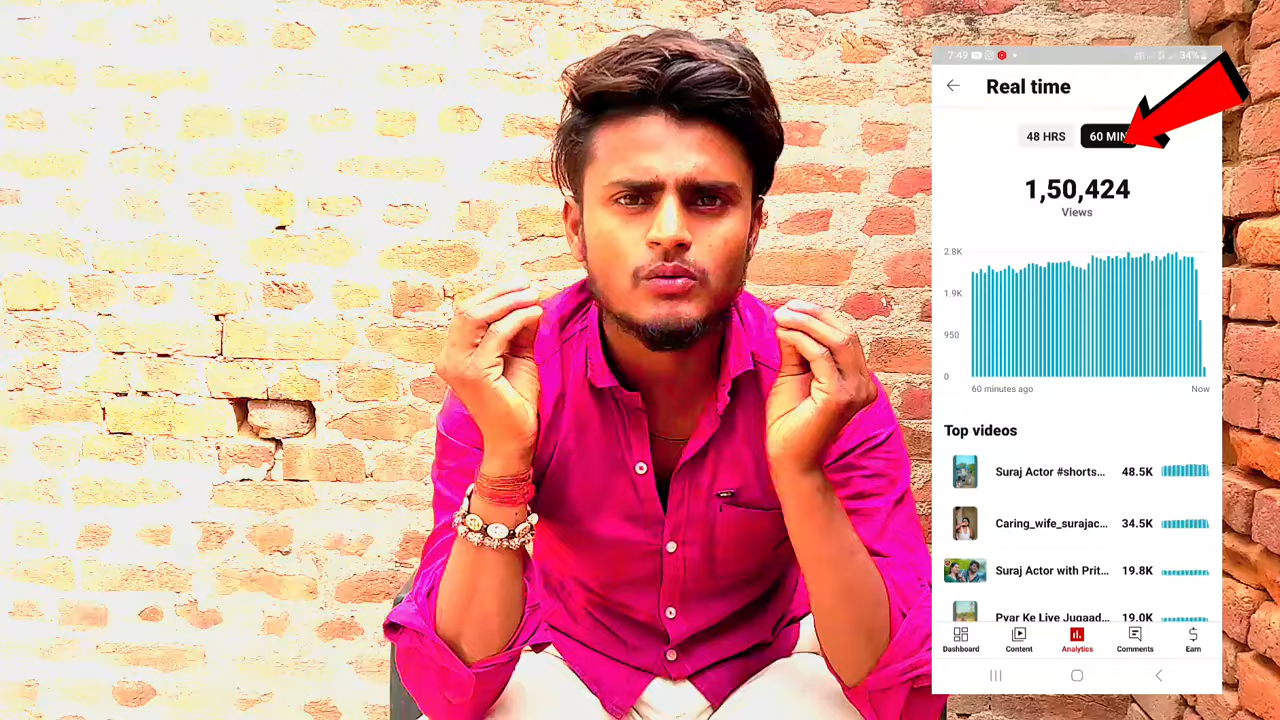 7:49
34%
Real time
48 HRS
60 MIN
1,50,424
Views
2.8K
1.9K
950
0
60 minutes ago
Now
Top videos
Suraj Actor #shorts... 48.5K
Caring_wife_surajac... 34.5K
Suraj Actor with Prit... 19.8K
Pyar Ke Liye Jugaad... 19.0K
Dashboard
Content
Analytics
Comments
Earn